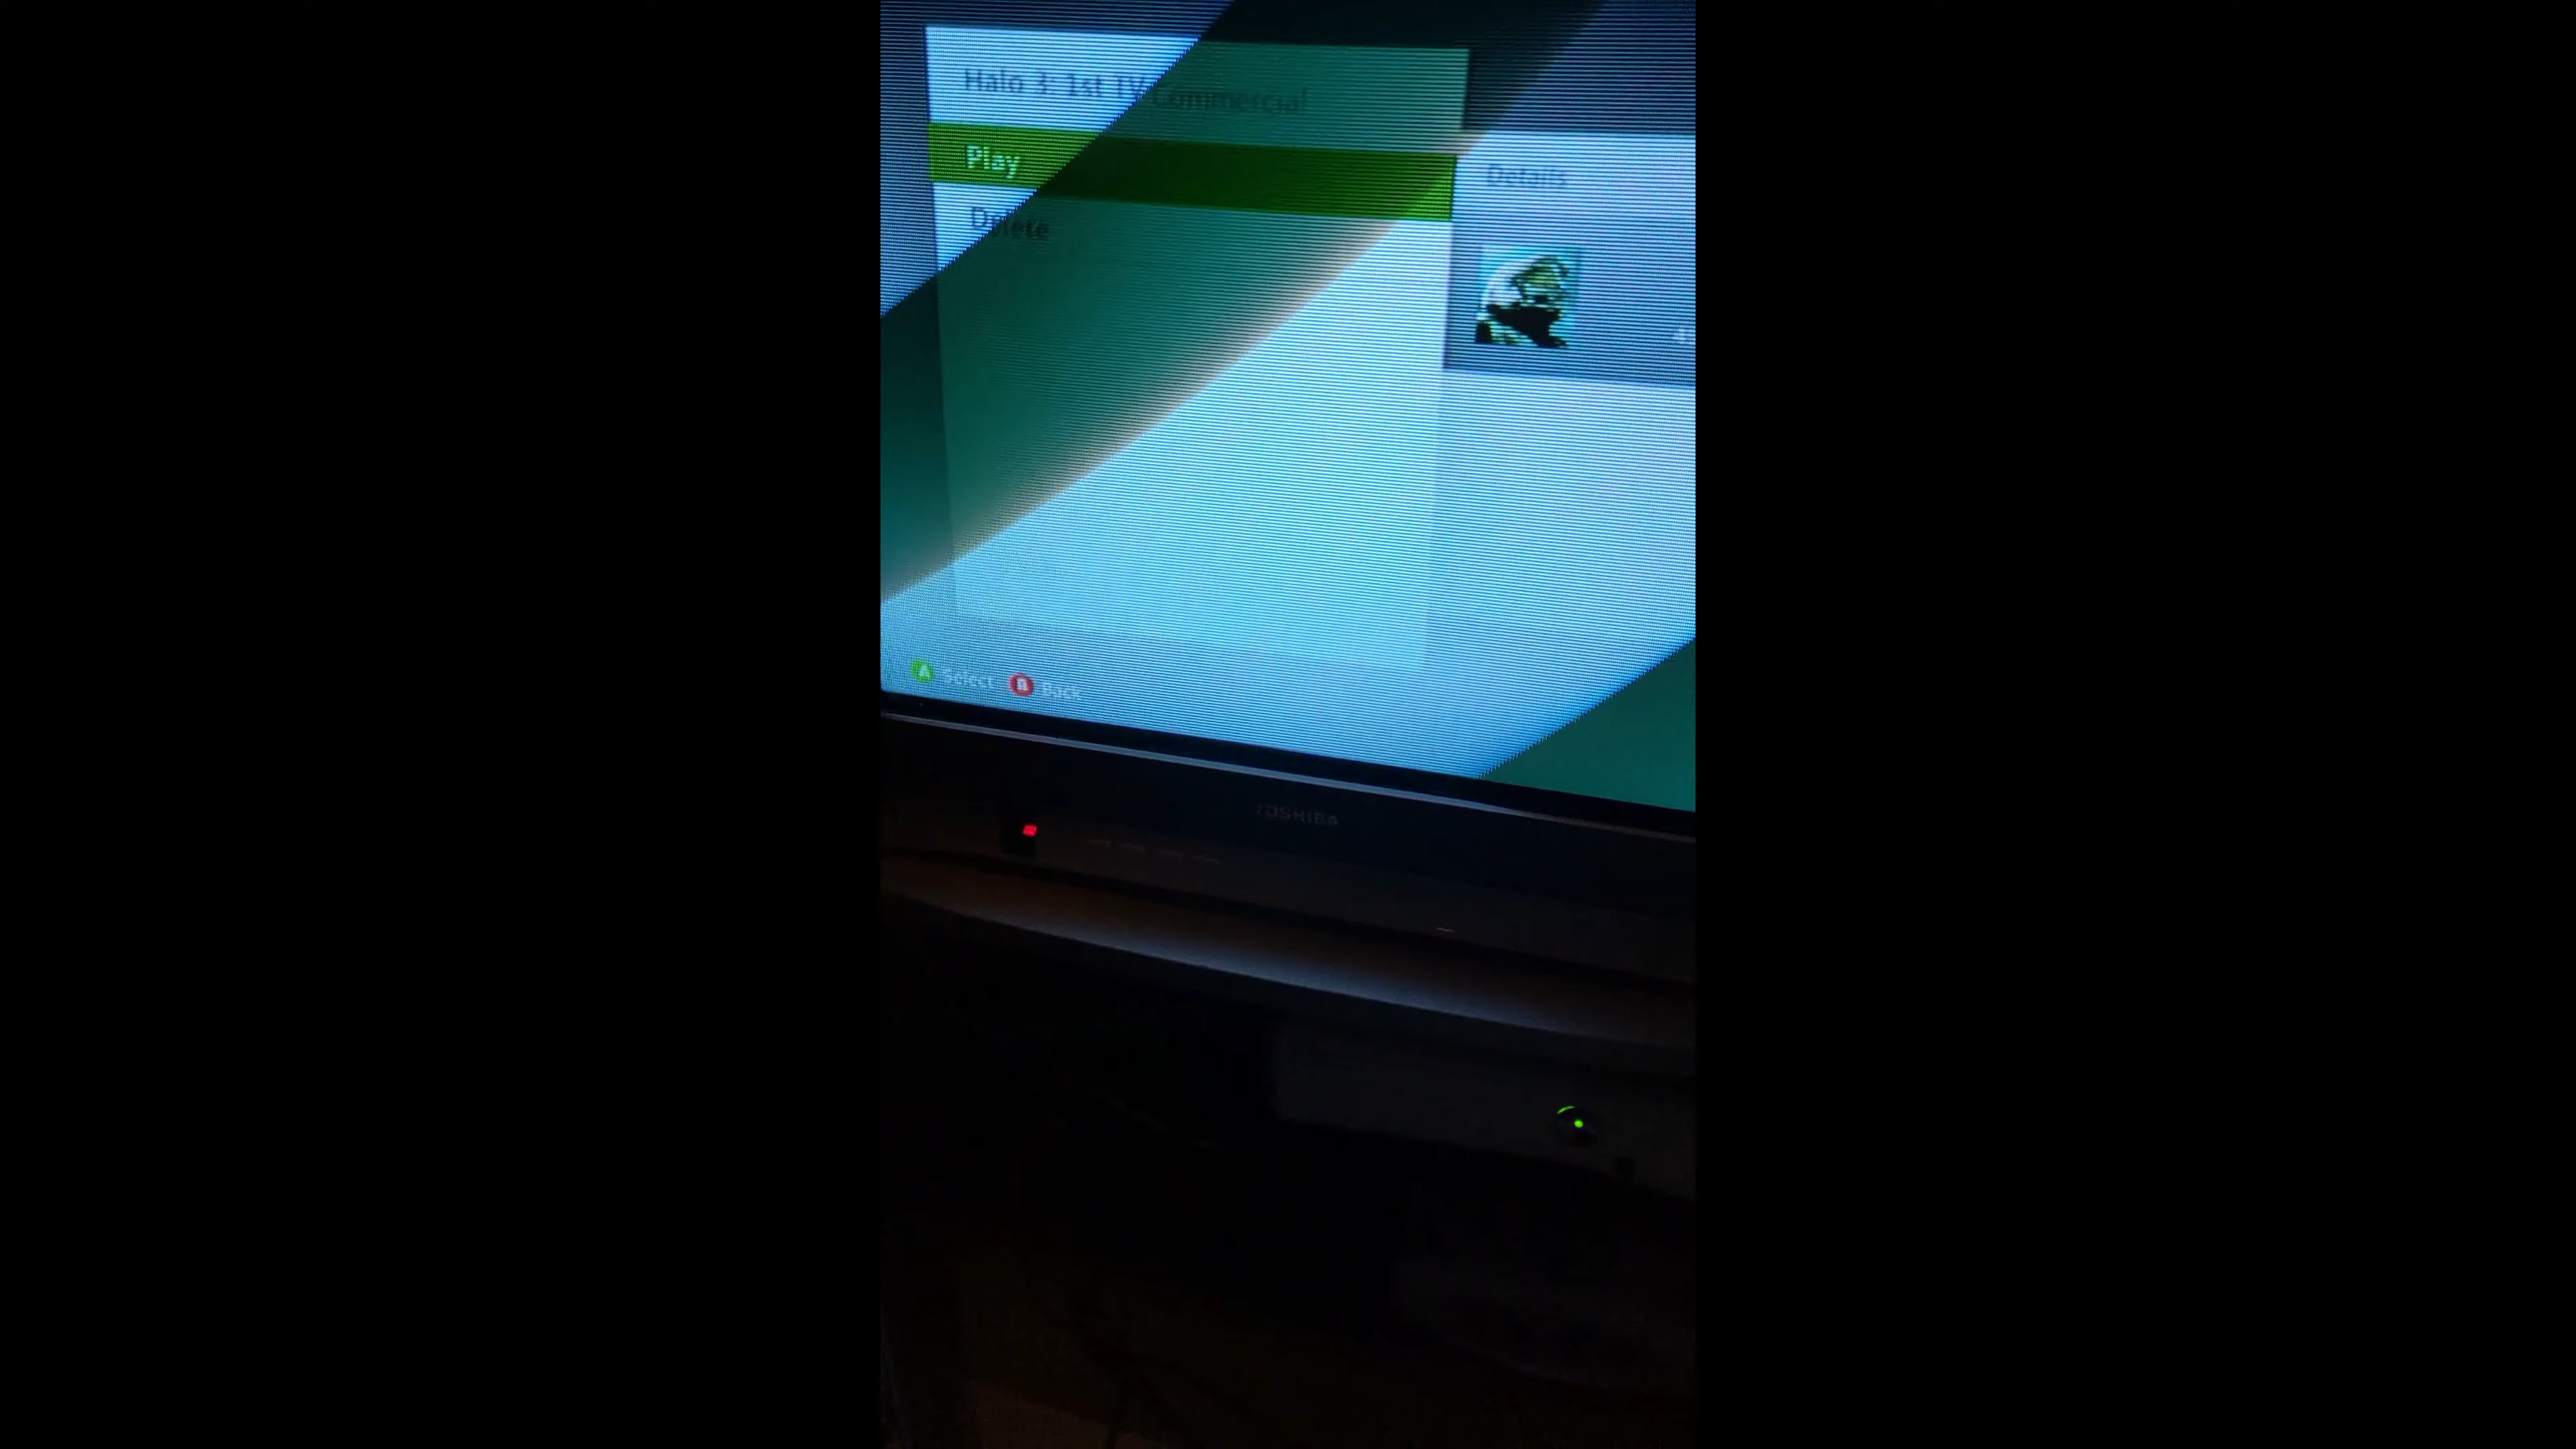 Halo 3: 1st TV Commercial
Play
Details
Delete
A Select B Back
TOSHIBA